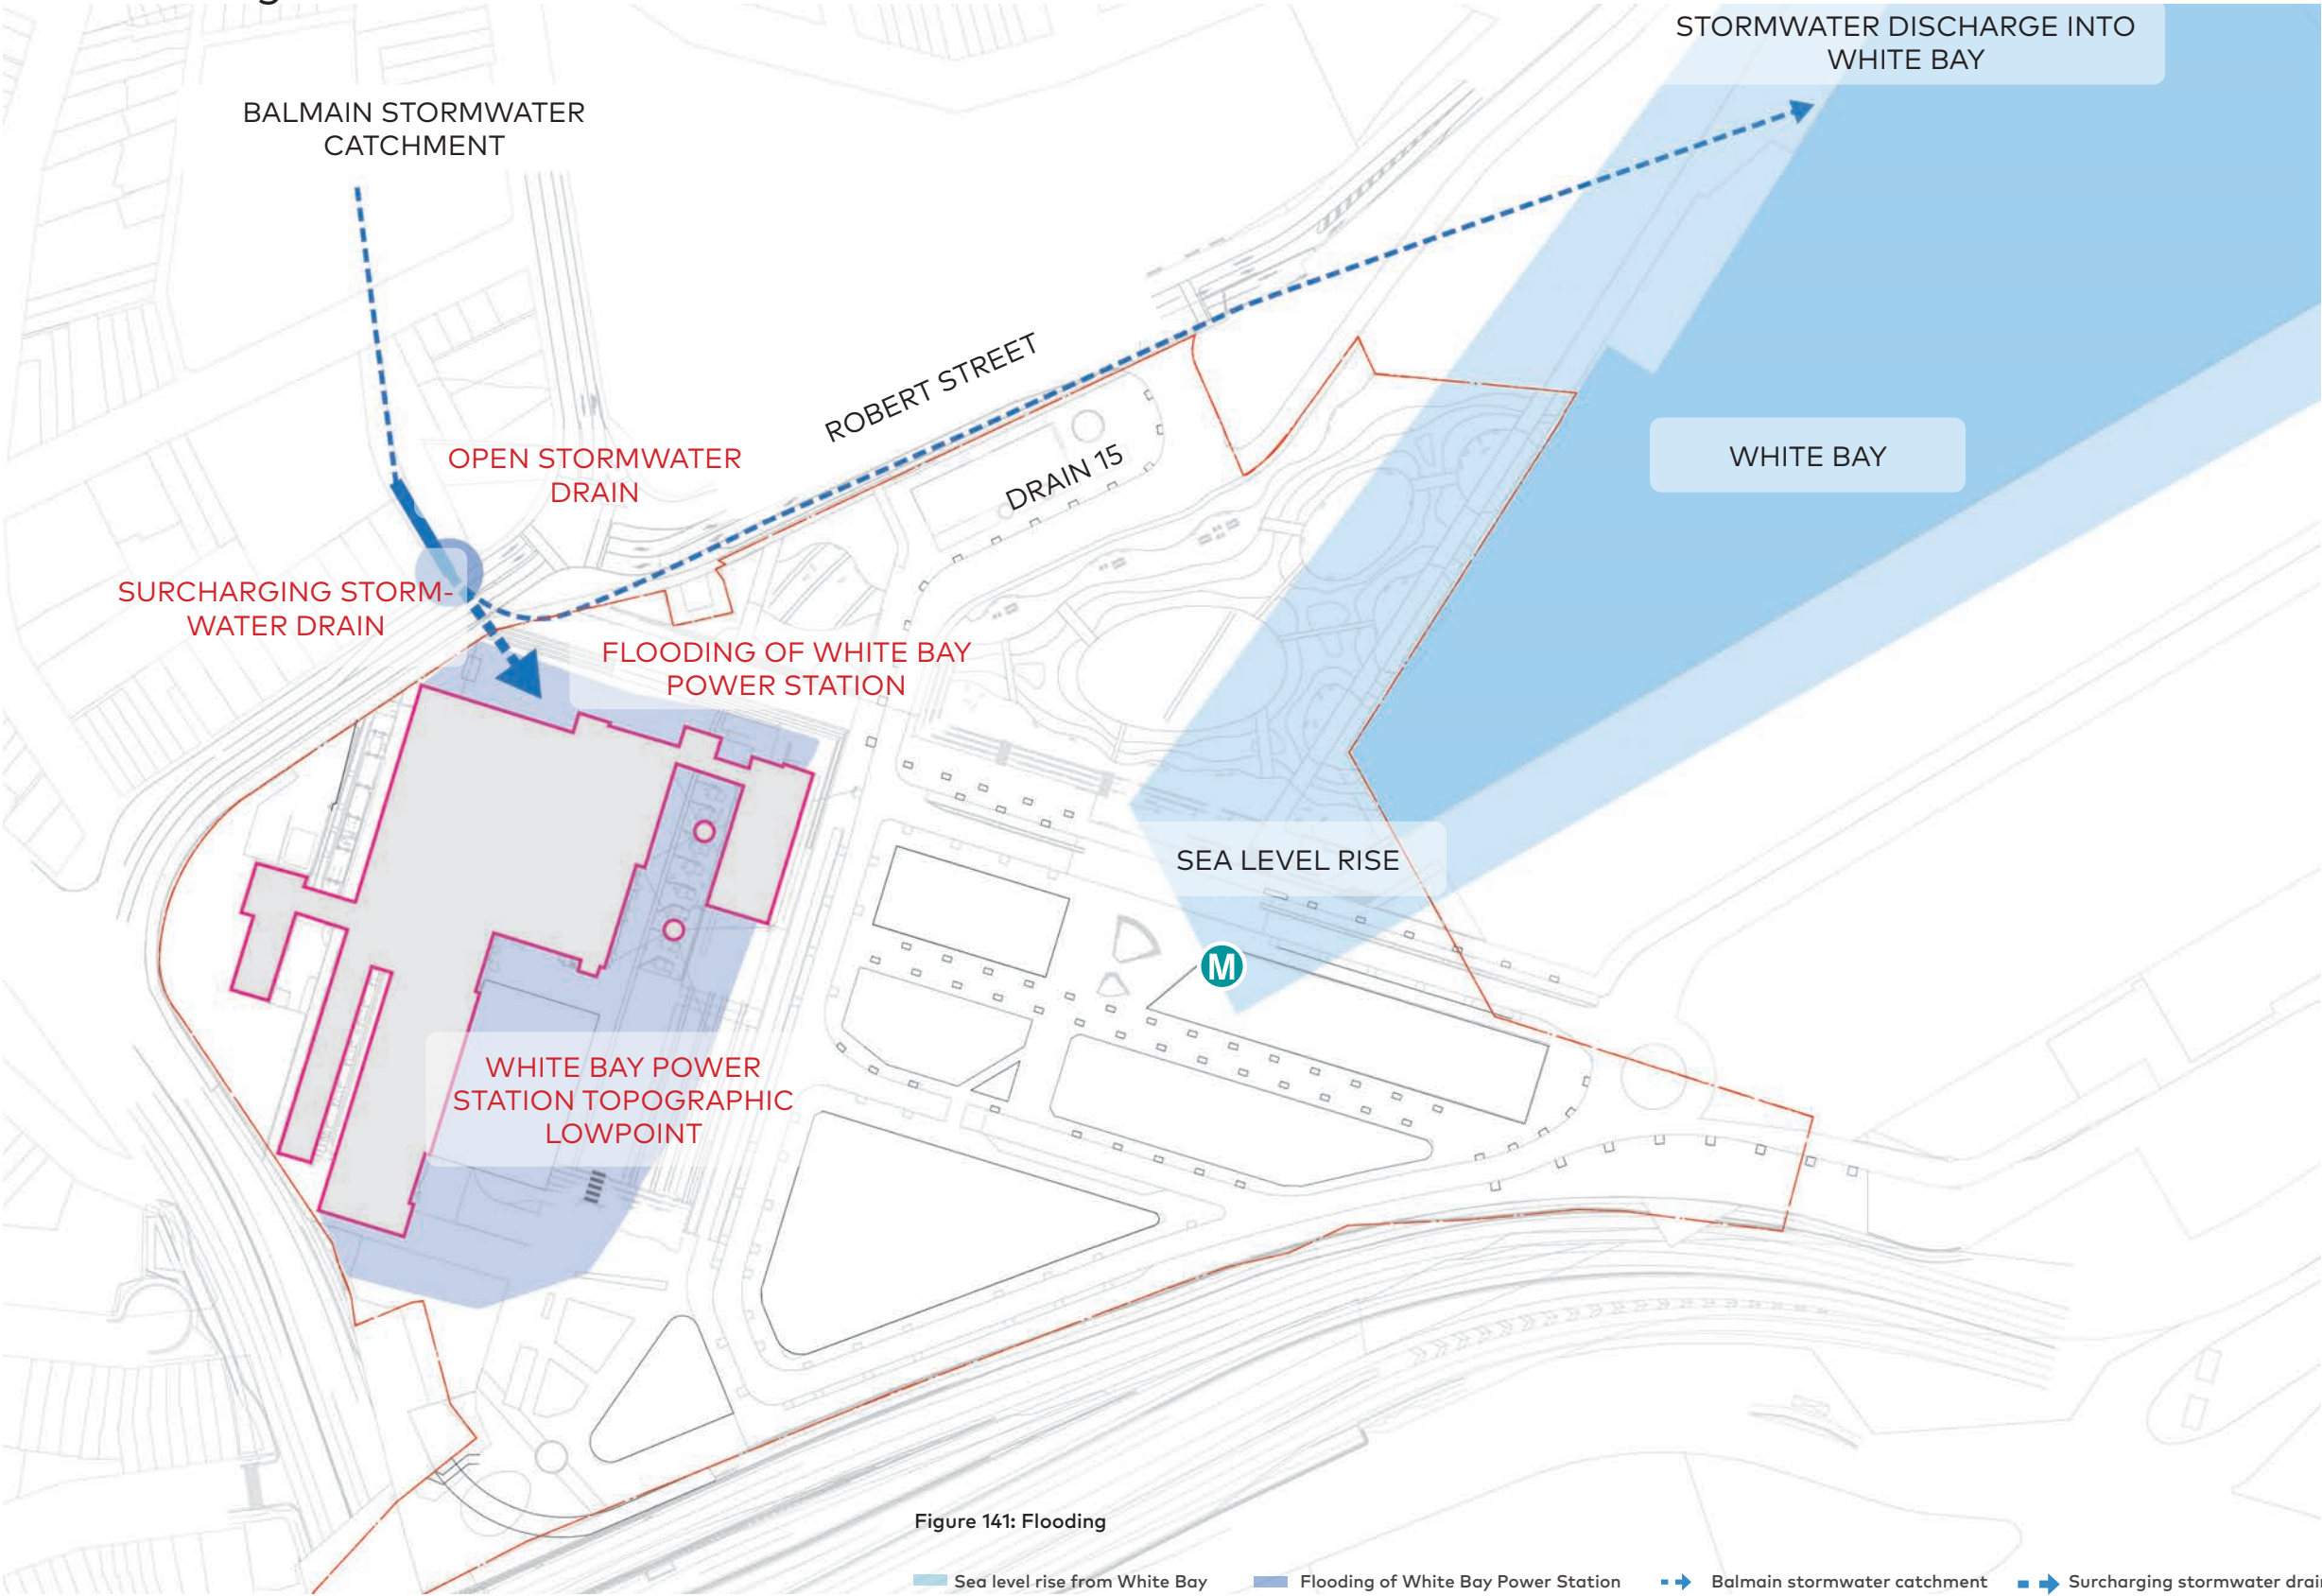 STORMWATER DISCHARGE INTO
WHITE BAY
BALMAIN STORMWATER
CATCHMENT
ROBERT STREET
OPEN STORMWATER
DRAIN
DRAIN 15
WHITE BAY
SURCHARGING STORM-
WATER DRAIN
FLOODING OF WHITE BAY
POWER STATION
SEA LEVEL RISE
M
WHITE BAY POWER
STATION TOPOGRAPHIC
LOWPOINT
Figure 141: Flooding
Sea level rise from White Bay
Flooding of White Bay Power Station
Balmain stormwater catchment
Surcharging stormwater